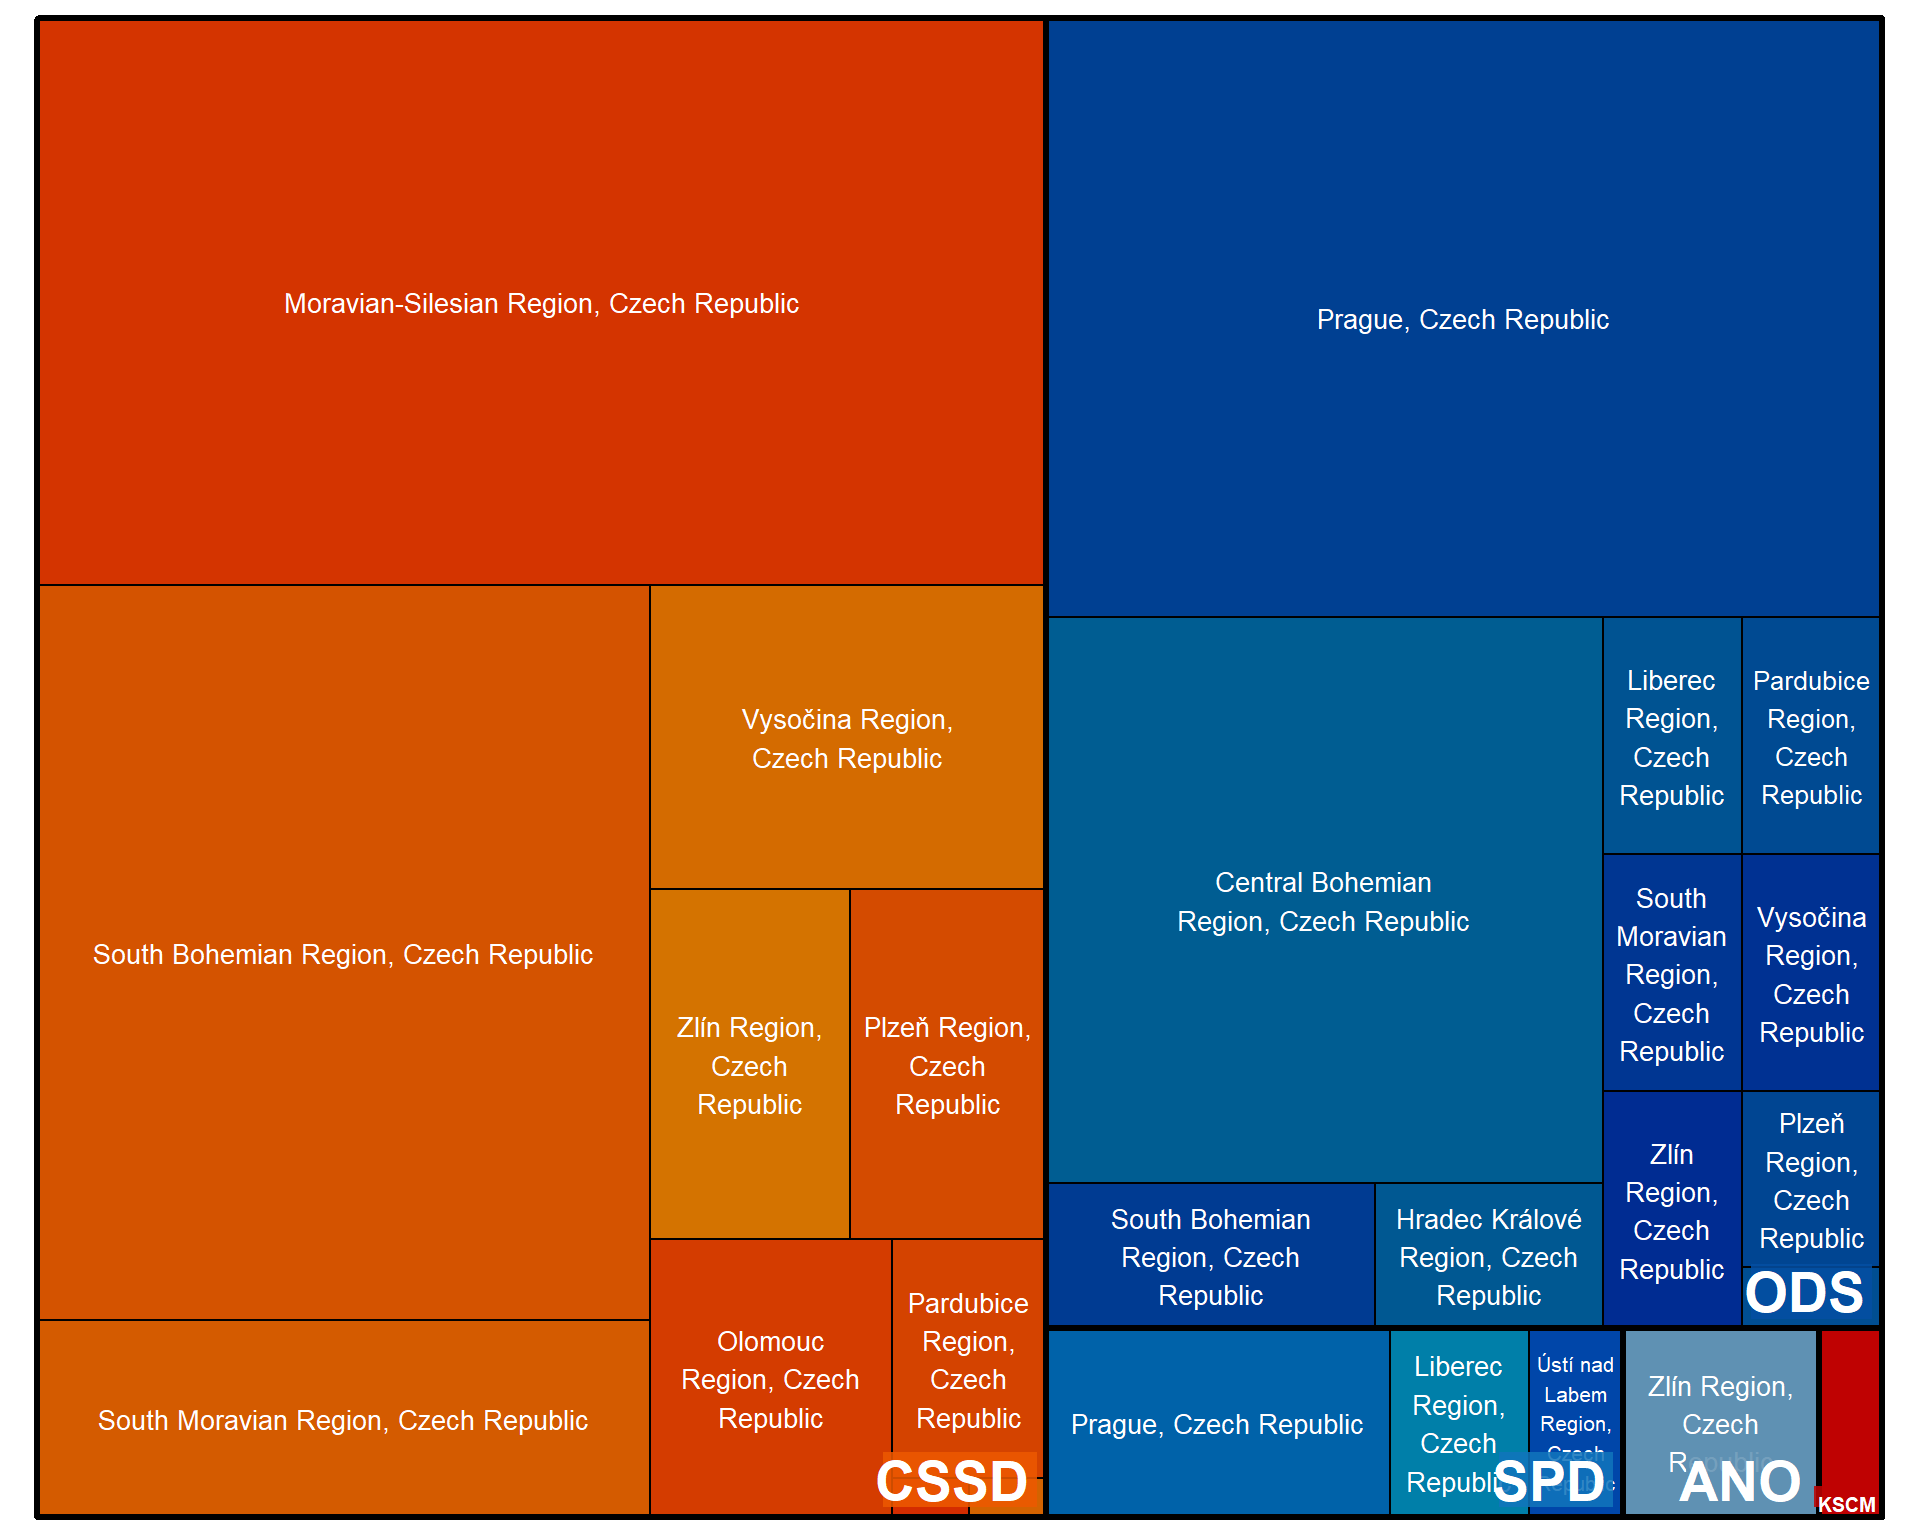 Moravian-Silesian Region, Czech Republic
South Bohemian Region, Czech Republic
South Moravian Region, Czech Republic
Vysočina Region,
Czech Republic
Zlín Region,
Czech
Republic
Plzeň Region,
Czech
Republic
Olomouc
Region, Czech
Republic
Pardubice
Region,
Czech
Republic
CSSD
Prague, Czech Republic
Central Bohemian
Region, Czech Republic
South Bohemian
Region, Czech
Republic
Hradec Králové
Region, Czech
Republic
Liberec
Region,
Czech
Republic
Pardubice
Region,
Czech
Republic
South
Moravian
Region,
Czech
Republic
Vysočina
Region,
Czech
Republic
Zlín
Region,
Czech
Republic
Plzeň
Region,
Czech
Republic
ODS
Prague, Czech Republic
Liberec
Region,
Czech
Republic
Ústí nad
Labem
Region,
Czech
Republic
SPD
Zlín Region,
Czech
Republic
ANO
KSCM